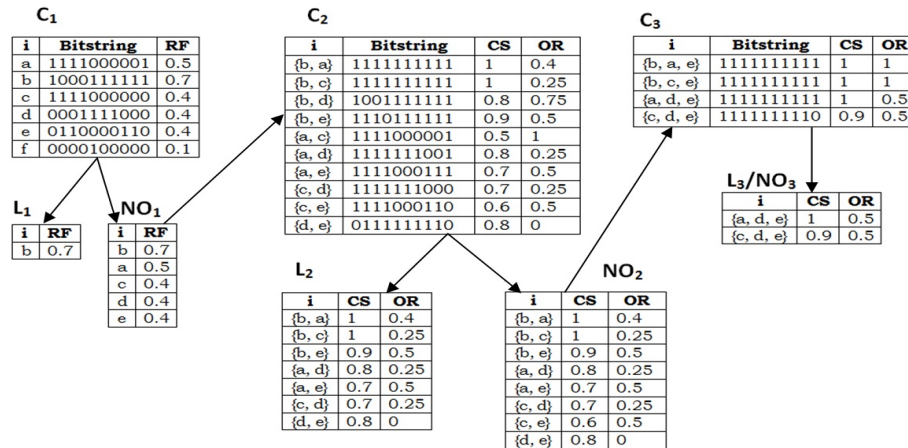 C1
i Bitstring RF
a 1111000001 0.5
b 1000111111 0.7
c 1111000000 0.4
d 0001111000 0.4
e 0110000110 0.4
f 0000100000 0.1
L1
i RF
b 0.7
NO1
i RF
b 0.7
a 0.5
c 0.4
d 0.4
e 0.4
C2
i Bitstring CS OR
{b, a} 1111111111 1 0.4
{b, c} 1111111111 1 0.25
{b, d} 1001111111 0.8 0.75
{b, e} 1110111111 0.9 0.5
{a, c} 1111000001 0.5 1
{a, d} 1111111001 0.8 0.25
{a, e} 1111000111 0.7 0.5
{c, d} 1111111000 0.7 0.25
{c, e} 1111000110 0.6 0.5
{d, e} 0111111110 0.8 0
L2
i CS OR
{b, a} 1 0.4
{b, c} 1 0.25
{b, e} 0.9 0.5
{a, d} 0.8 0.25
{a, e} 0.7 0.5
{c, d} 0.7 0.25
{d, e} 0.8 0
NO2
i CS OR
{b, a} 1 0.4
{b, c} 1 0.25
{b, e} 0.9 0.5
{a, d} 0.8 0.25
{a, e} 0.7 0.5
{c, d} 0.7 0.25
{c, e} 0.6 0.5
{d, e} 0.8 0
C3
i Bitstring CS OR
{b, a, e} 1111111111 1 1
{b, c, e} 1111111111 1 1
{a, d, e} 1111111111 1 0.5
{c, d, e} 1111111110 0.9 0.5
L3/NO3
i CS OR
{a, d, e} 1 0.5
{c, d, e} 0.9 0.5